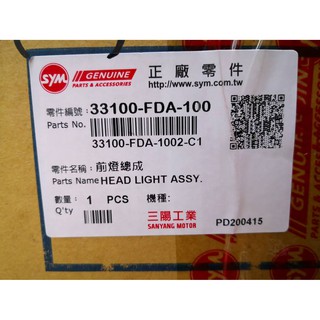 SYM GENUINE PARTS & ACCESSORIES
正廠零件
www.sym.com.tw
零件編號: 33100-FDA-100
Parts No.
33100-FDA-1002-C1
零件名稱: 前燈總成
Parts Name HEAD LIGHT ASSY.
數量: 1 PCS 機種:
Q'ty
三陽工業
SANYANG MOTOR
PD200415